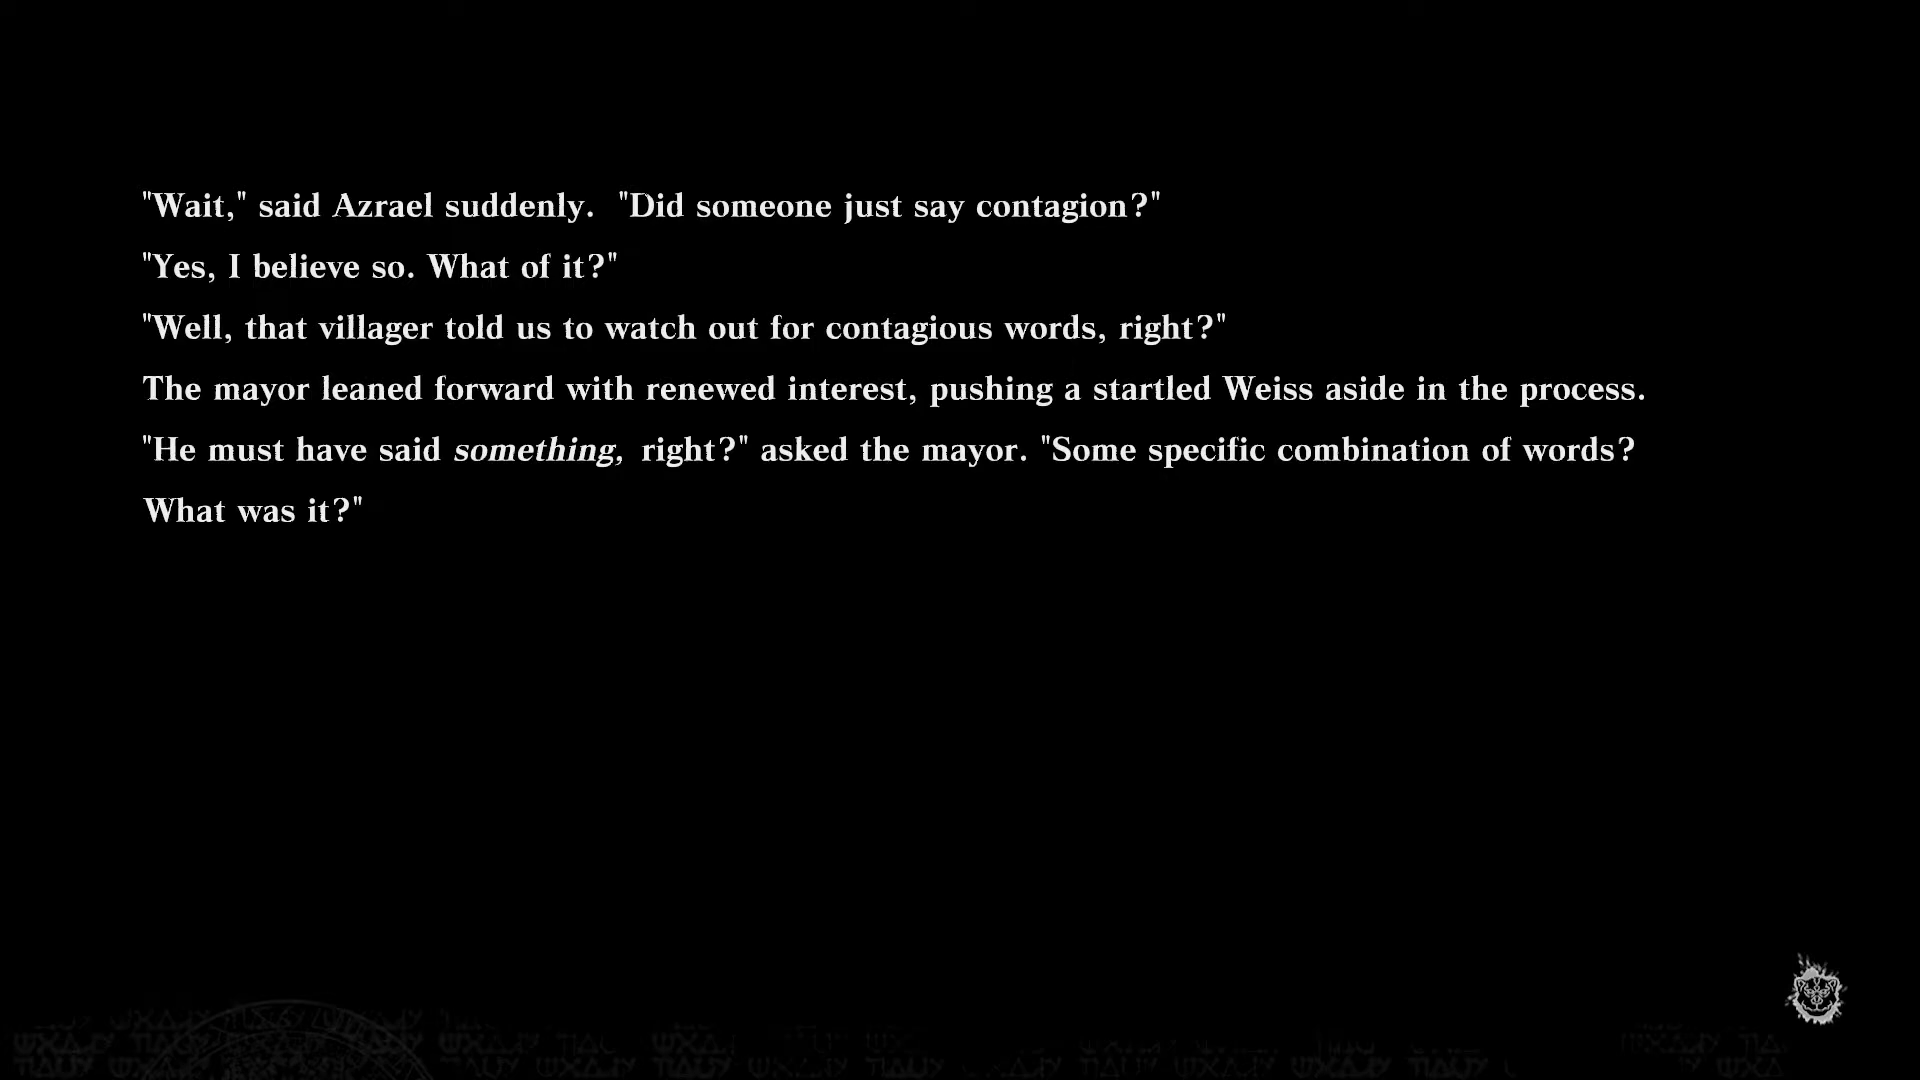 "Wait," said Azrael suddenly.  "Did someone just say contagion?"
"Yes, I believe so. What of it?"
"Well, that villager told us to watch out for contagious words, right?"
The mayor leaned forward with renewed interest, pushing a startled Weiss aside in the process.
"He must have said something, right?" asked the mayor. "Some specific combination of words?
What was it?"